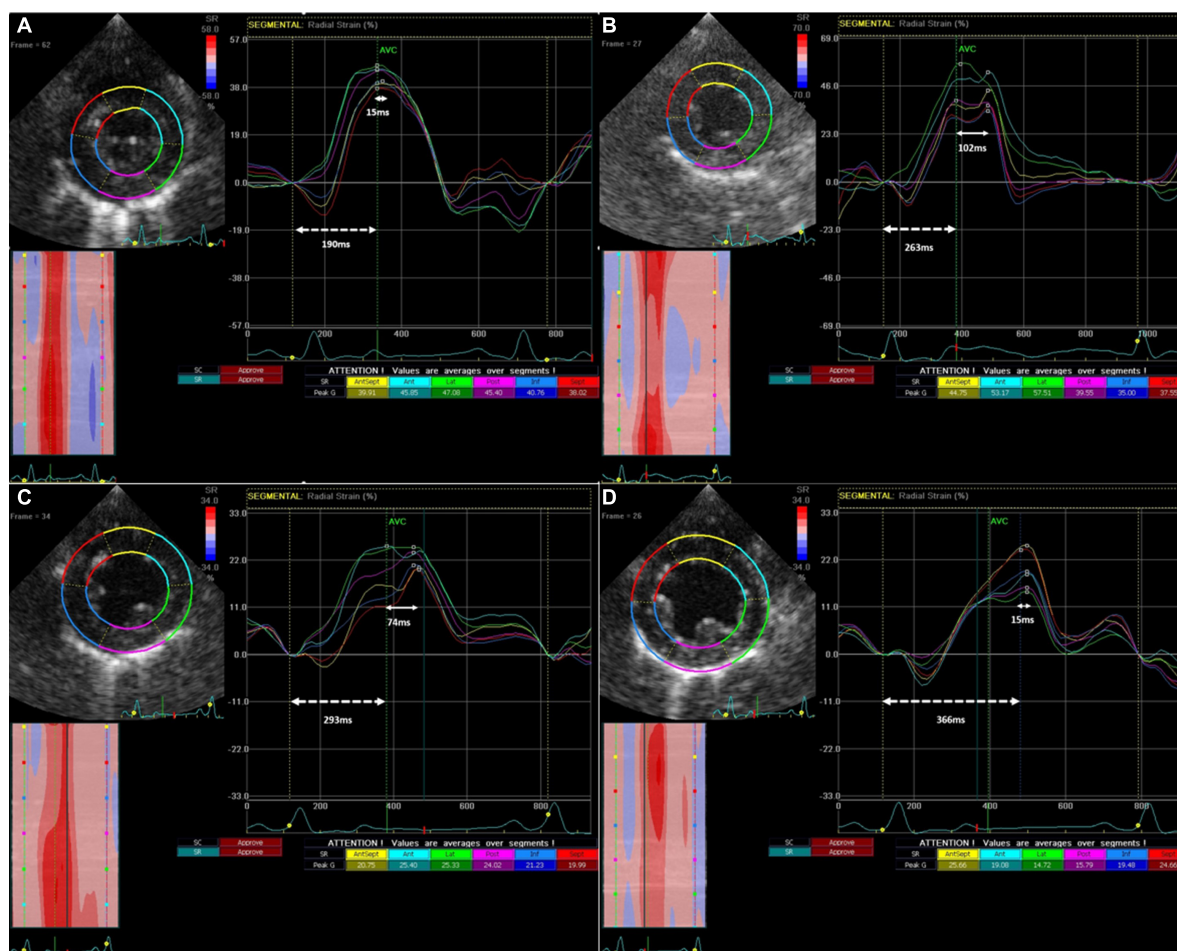 A
Frame = 62
SR
58.0
58.0
%
SEGMENTAL: Radial Strain (%)
57.0
38.0
19.0
0.0
-19.0
-38.0
-57.0
AVC
15ms
190ms
0 200 400 600 800
SC Approve
SR Approve
ATTENTION ! Values are averages over segments !
SR AntSept Ant Lat Post Inf Sept
Peak G 39.91 45.85 47.08 45.40 40.76 38.02
B
Frame = 27
SR
70.0
70.0
%
SEGMENTAL: Radial Strain (%)
69.0
46.0
23.0
0.0
-23.0
-46.0
-69.0
AVC
102ms
263ms
0 200 400 600 800
SC Approve
SR Approve
ATTENTION ! Values are averages over segments !
SR AntSept Ant Lat Post Inf Sept
Peak G 44.75 53.17 57.51 39.55 35.00 37.55
C
Frame = 34
SR
34.0
34.0
%
SEGMENTAL: Radial Strain (%)
33.0
22.0
11.0
0.0
-11.0
-22.0
-33.0
AVC
74ms
293ms
0 200 400 600 800
SC Approve
SR Approve
ATTENTION ! Values are averages over segments !
SR AntSept Ant Lat Post Inf Sept
Peak G 20.75 25.40 25.33 24.02 21.23 19.99
D
Frame = 26
SR
34.0
34.0
%
SEGMENTAL: Radial Strain (%)
33.0
22.0
11.0
0.0
-11.0
-22.0
-33.0
AVC
15ms
366ms
0 200 400 600 800
SC Approve
SR Approve
ATTENTION ! Values are averages over segments !
SR AntSept Ant Lat Post Inf Sept
Peak G 25.66 19.08 14.72 15.79 19.48 24.66